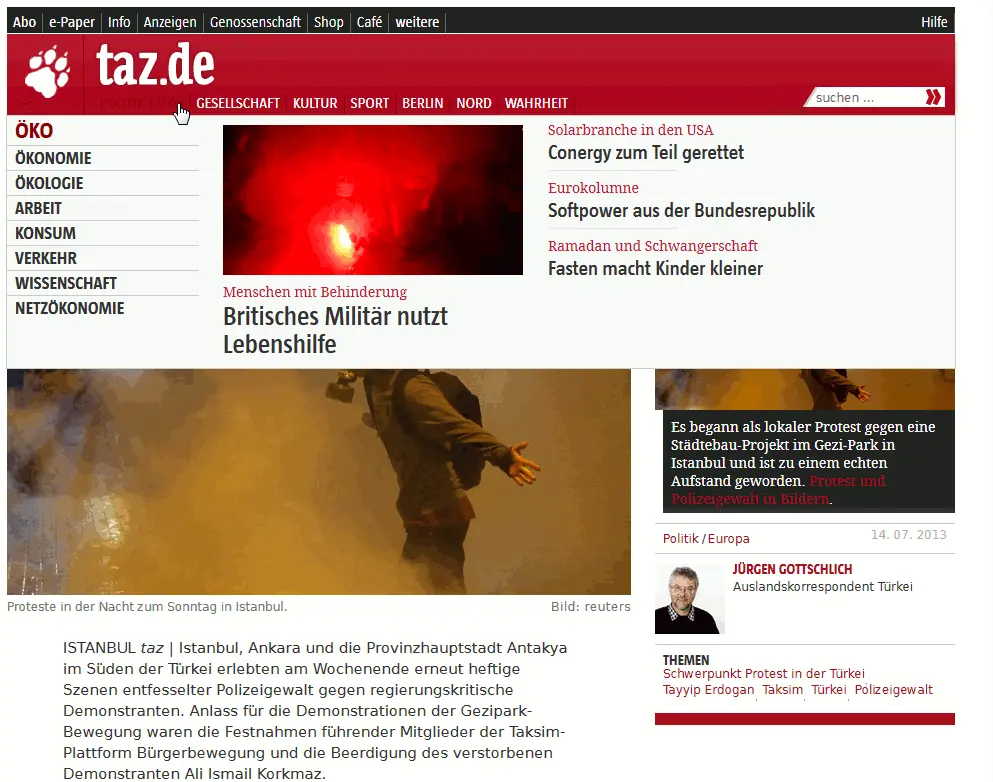 Abo e-Paper Info Anzeigen Genossenschaft Shop Café weitere Hilfe
taz.de
POLITIK ÖKO GESELLSCHAFT KULTUR SPORT BERLIN NORD WAHRHEIT
suchen ...
ÖKO
ÖKONOMIE
ÖKOLOGIE
ARBEIT
KONSUM
VERKEHR
WISSENSCHAFT
NETZÖKONOMIE
Menschen mit Behinderung
Britisches Militär nutzt
Lebenshilfe
Solarbranche in den USA
Conergy zum Teil gerettet
Eurokolumne
Softpower aus der Bundesrepublik
Ramadan und Schwangerschaft
Fasten macht Kinder kleiner
Proteste in der Nacht zum Sonntag in Istanbul. Bild: reuters
ISTANBUL taz | Istanbul, Ankara und die Provinzhauptstadt Antakya
im Süden der Türkei erlebten am Wochenende erneut heftige
Szenen entfesselter Polizeigewalt gegen regierungskritische
Demonstranten. Anlass für die Demonstrationen der Gezipark-
Bewegung waren die Festnahmen führender Mitglieder der Taksim-
Plattform Bürgerbewegung und die Beerdigung des verstorbenen
Demonstranten Ali Ismail Korkmaz.
Es begann als lokaler Protest gegen eine
Städtebau-Projekt im Gezi-Park in
Istanbul und ist zu einem echten
Aufstand geworden. Protest und
Polizeigewalt in Bildern.
Politik / Europa 14. 07. 2013
JÜRGEN GOTTSCHLICH
Auslandskorrespondent Türkei
THEMEN
Schwerpunkt Protest in der Türkei
Tayyip Erdogan Taksim Türkei Polizeigewalt